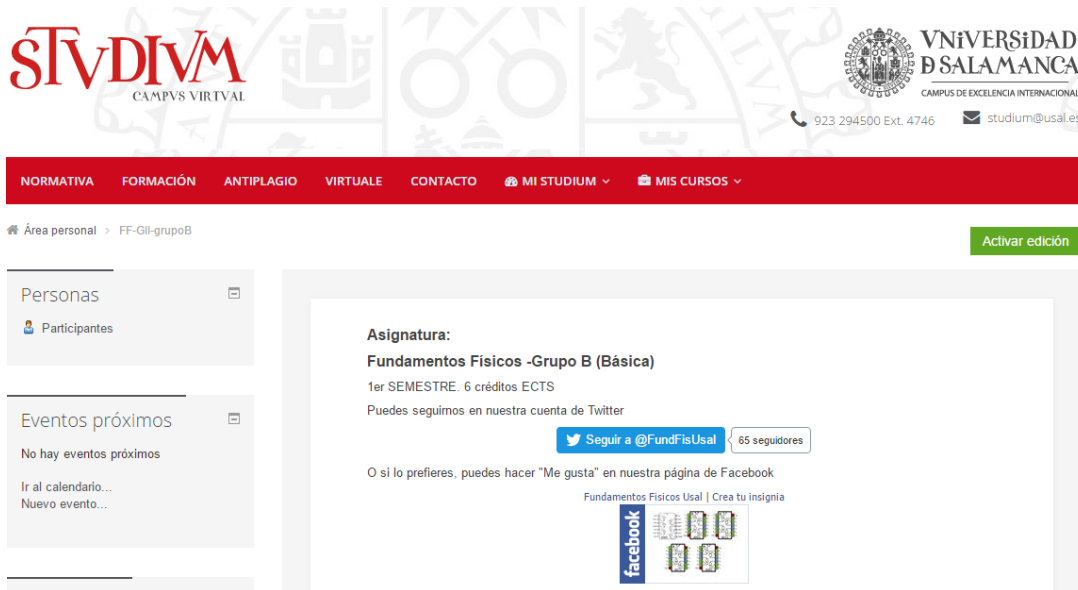 STVDIVM
CAMPVS VIRTVAL
VNiVERSiDAD
Ð SALAMANCA
CAMPUS DE EXCELENCIA INTERNACIONAL
923 294500 Ext. 4746 studium@usal.es
NORMATIVA FORMACIÓN ANTIPLAGIO VIRTUALE CONTACTO MI STUDIUM MIS CURSOS
Área personal > FF-GII-grupoB
Activar edición
Personas
Participantes
Eventos próximos
No hay eventos próximos
Ir al calendario...
Nuevo evento...
Asignatura:
Fundamentos Físicos -Grupo B (Básica)
1er SEMESTRE. 6 créditos ECTS
Puedes seguirnos en nuestra cuenta de Twitter
Seguir a @FundFisUsal 65 seguidores
O si lo prefieres, puedes hacer "Me gusta" en nuestra página de Facebook
Fundamentos Fisicos Usal | Crea tu insignia
facebook